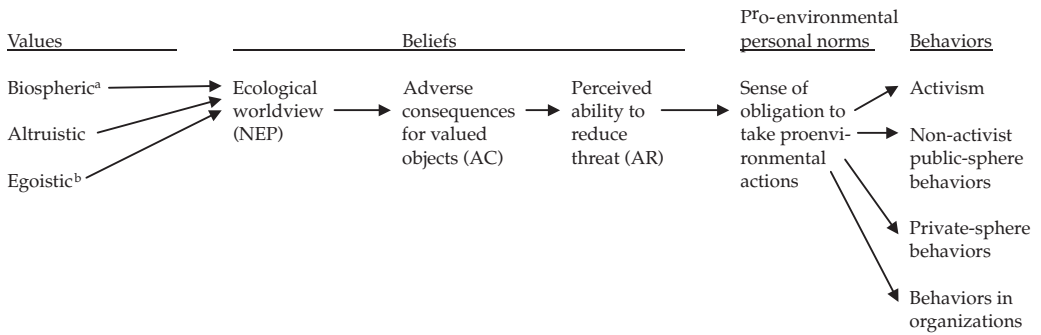 Values
Beliefs
Pro-environmental
personal norms
Behaviors
Biospheric^a
Altruistic
Egoistic^b
Ecological
worldview
(NEP)
Adverse
consequences
for valued
objects (AC)
Perceived
ability to
reduce
threat (AR)
Sense of
obligation to
take proenvi-
ronmental
actions
Activism
Non-activist
public-sphere
behaviors
Private-sphere
behaviors
Behaviors in
organizations